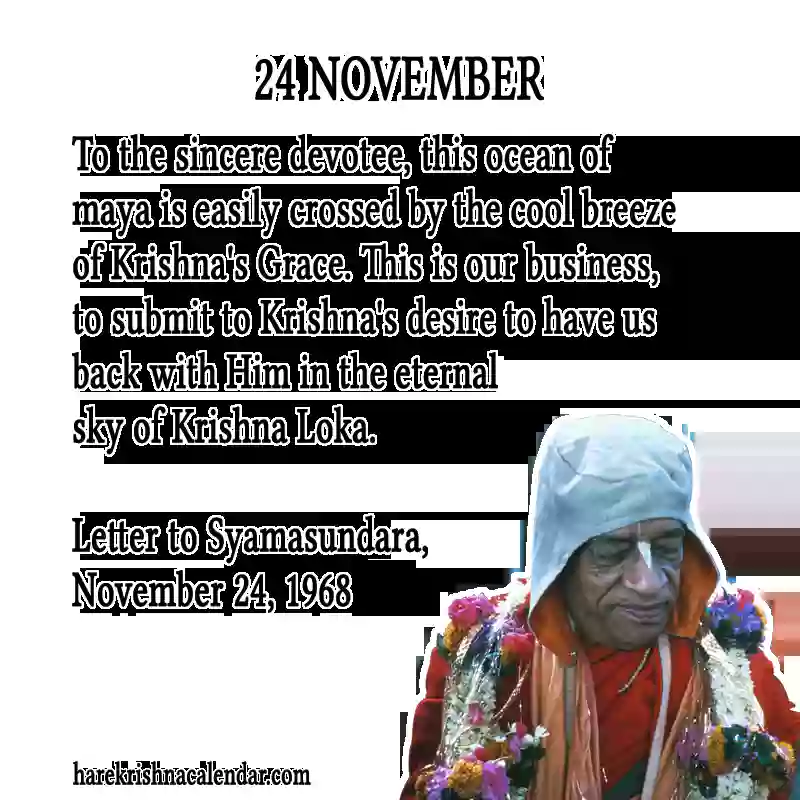 24 NOVEMBER
To the sincere devotee, this ocean of
maya is easily crossed by the cool breeze
of Krishna's Grace. This is our business,
to submit to Krishna's desire to have us
back with Him in the eternal
sky of Krishna Loka.
Letter to Syamasundara,
November 24, 1968
harekrishnacalendar.com